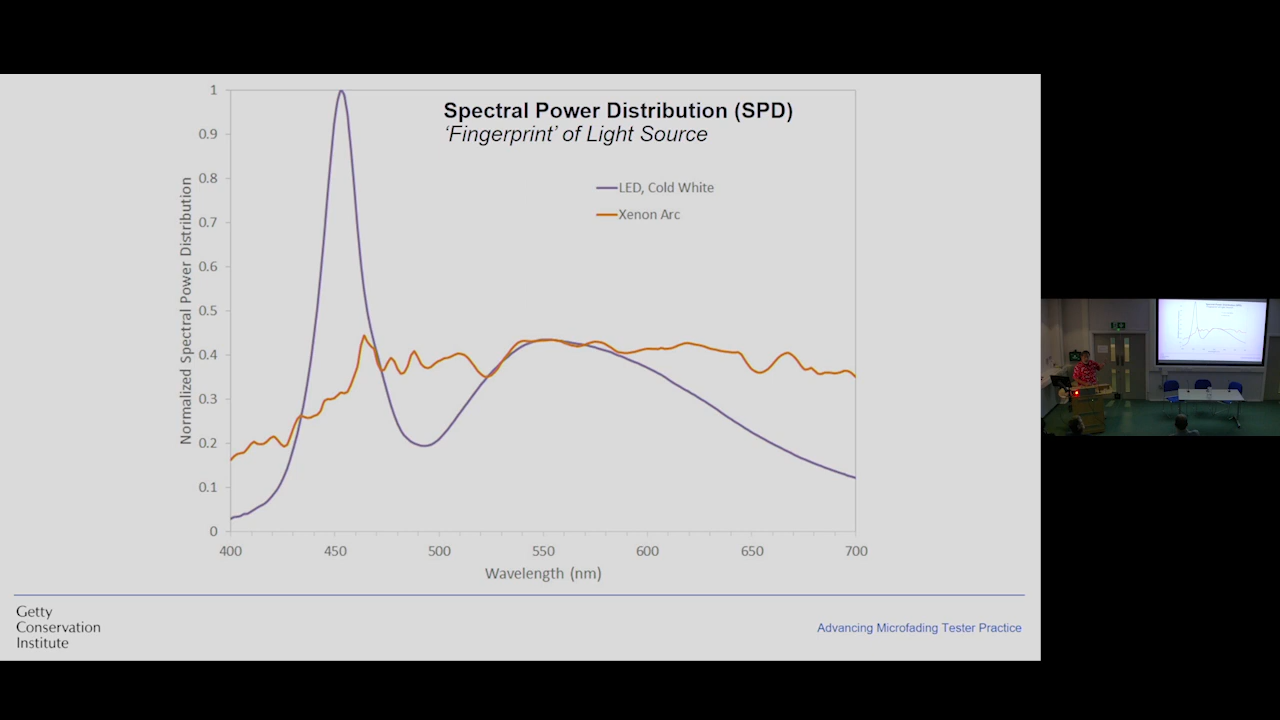 Spectral Power Distribution (SPD)
‘Fingerprint’ of Light Source
LED, Cold White
Xenon Arc
Normalized Spectral Power Distribution
1
0.9
0.8
0.7
0.6
0.5
0.4
0.3
0.2
0.1
0
400 450 500 550 600 650 700
Wavelength (nm)
Getty
Conservation
Institute
Advancing Microfading Tester Practice